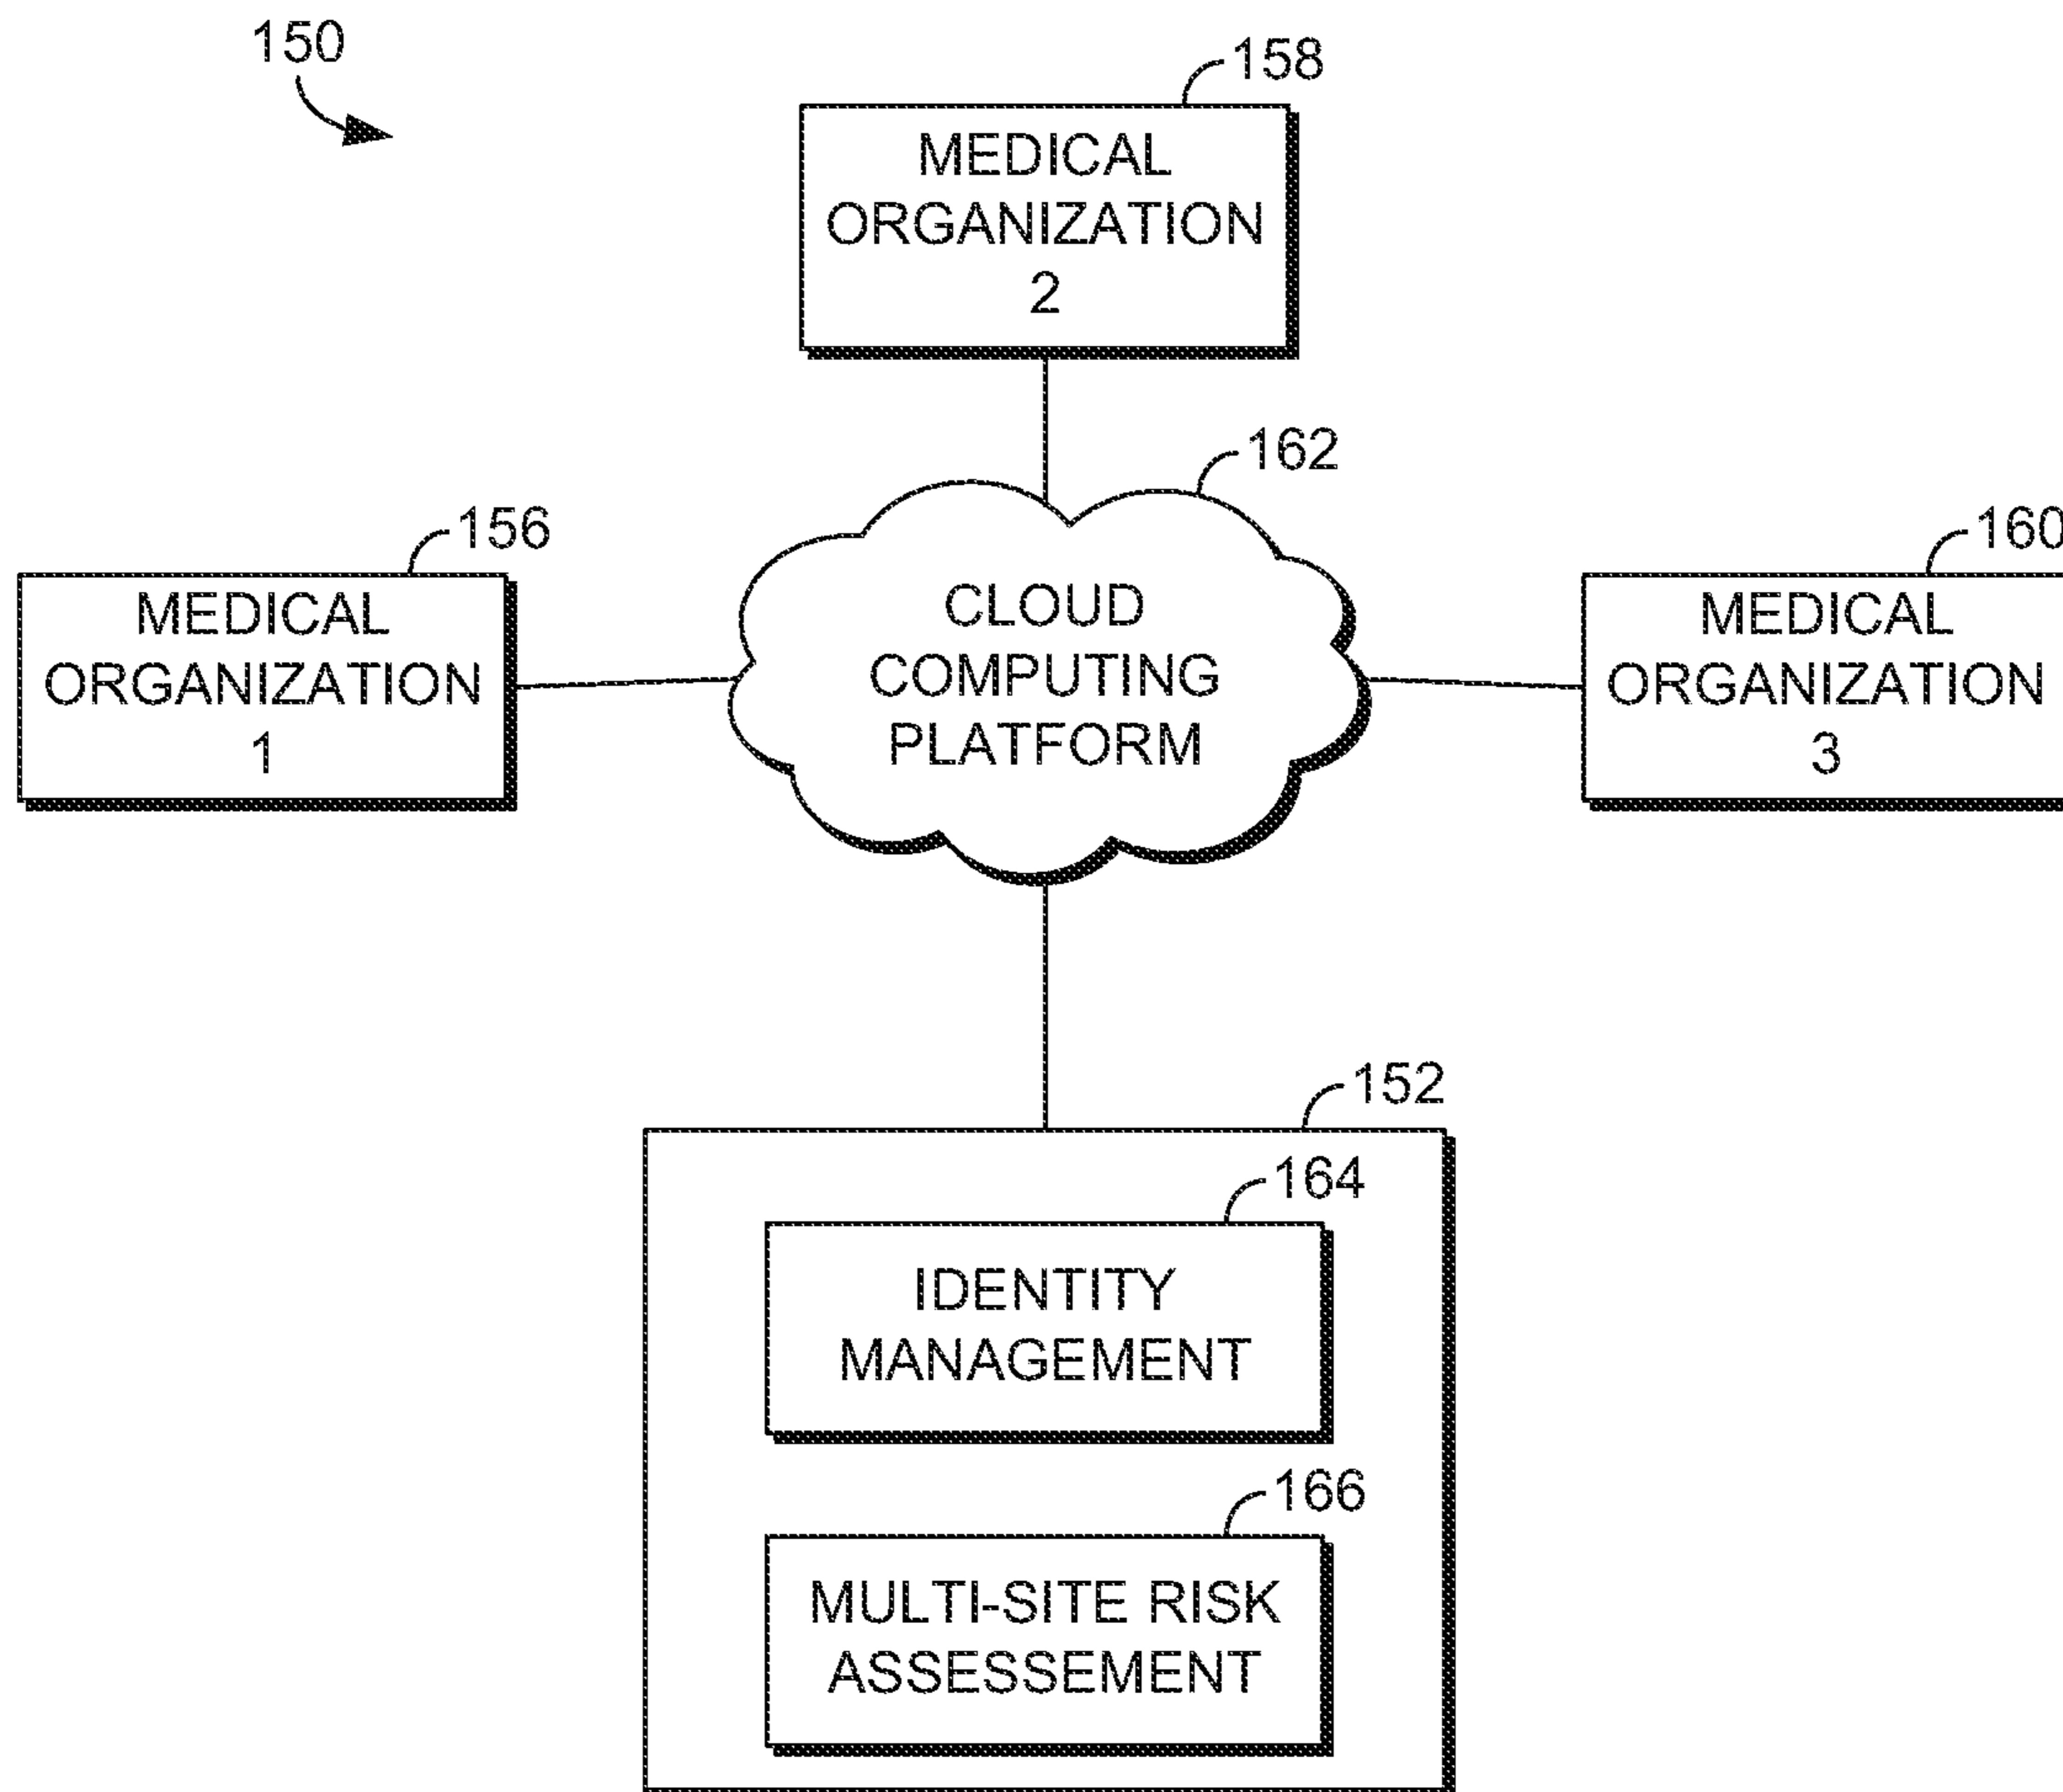 150
158
MEDICAL
ORGANIZATION
2
162
156
160
MEDICAL
ORGANIZATION
1
CLOUD
COMPUTING
PLATFORM
MEDICAL
ORGANIZATION
3
152
164
IDENTITY
MANAGEMENT
166
MULTI-SITE RISK
ASSESSEMENT